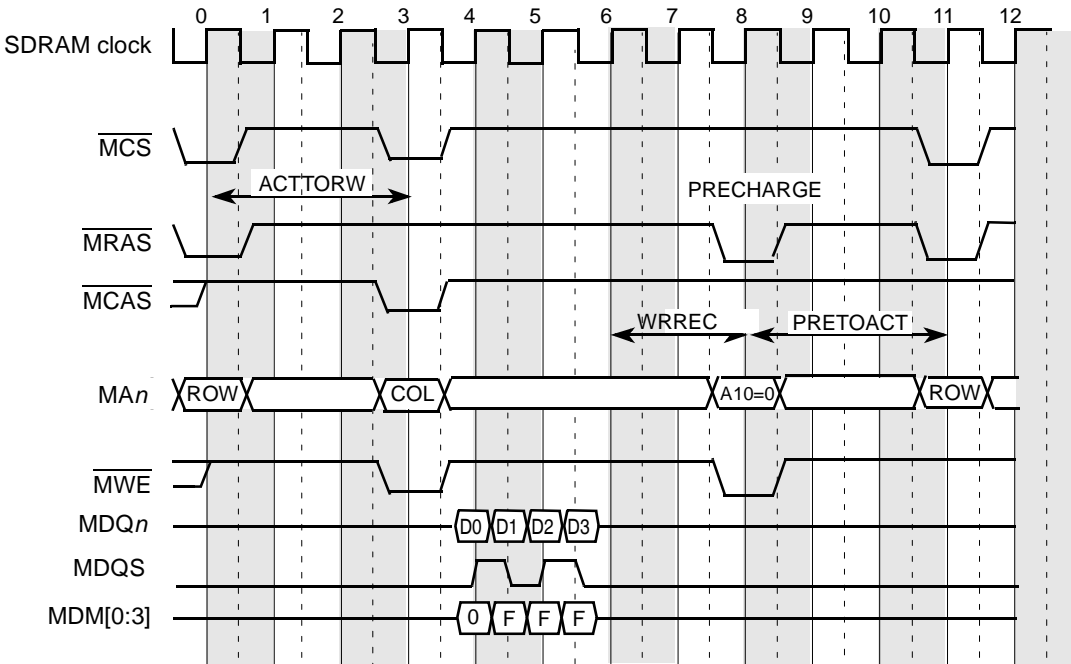 0 1 2 3 4 5 6 7 8 9 10 11 12
SDRAM clock
MCS
ACTTORW
PRECHARGE
MRAS
MCAS
WRREC PRETOACT
MAn ROW COL A10=0 ROW
MWE
MDQn D0 D1 D2 D3
MDQS
MDM[0:3] 0 F F F